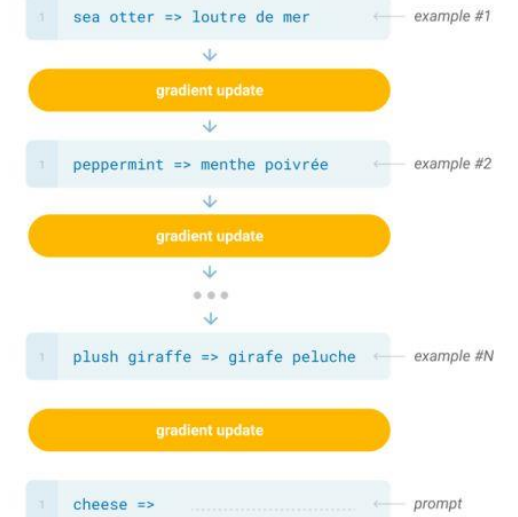 1 sea otter => loutre de mer example #1
gradient update
1 peppermint => menthe poivrée example #2
gradient update
1 plush giraffe => girafe peluche example #N
gradient update
1 cheese => ........................ prompt